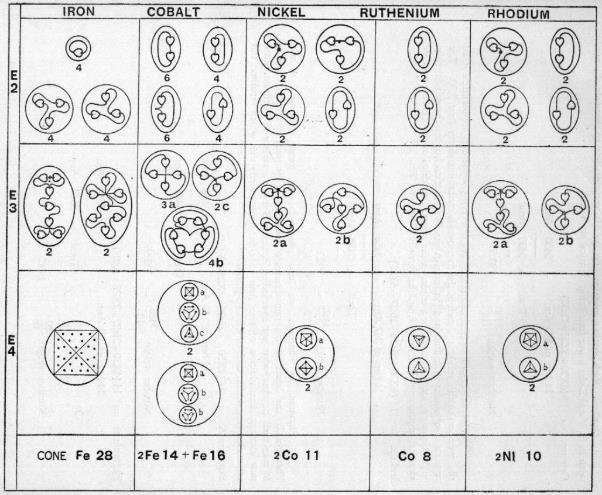 IRON COBALT NICKEL RUTHENIUM RHODIUM
E2
4 6 4 2 2 2 2 2
4 4 6 4 2 2 2 2 2
E3
3a 2c
2 2 4b 2a 2b 2 2a 2b
E4
a
b
c
2
a a
b b
2 2
a
b
b
CONE Fe 28 2Fe 14 + Fe 16 2Co 11 Co 8 2NI 10